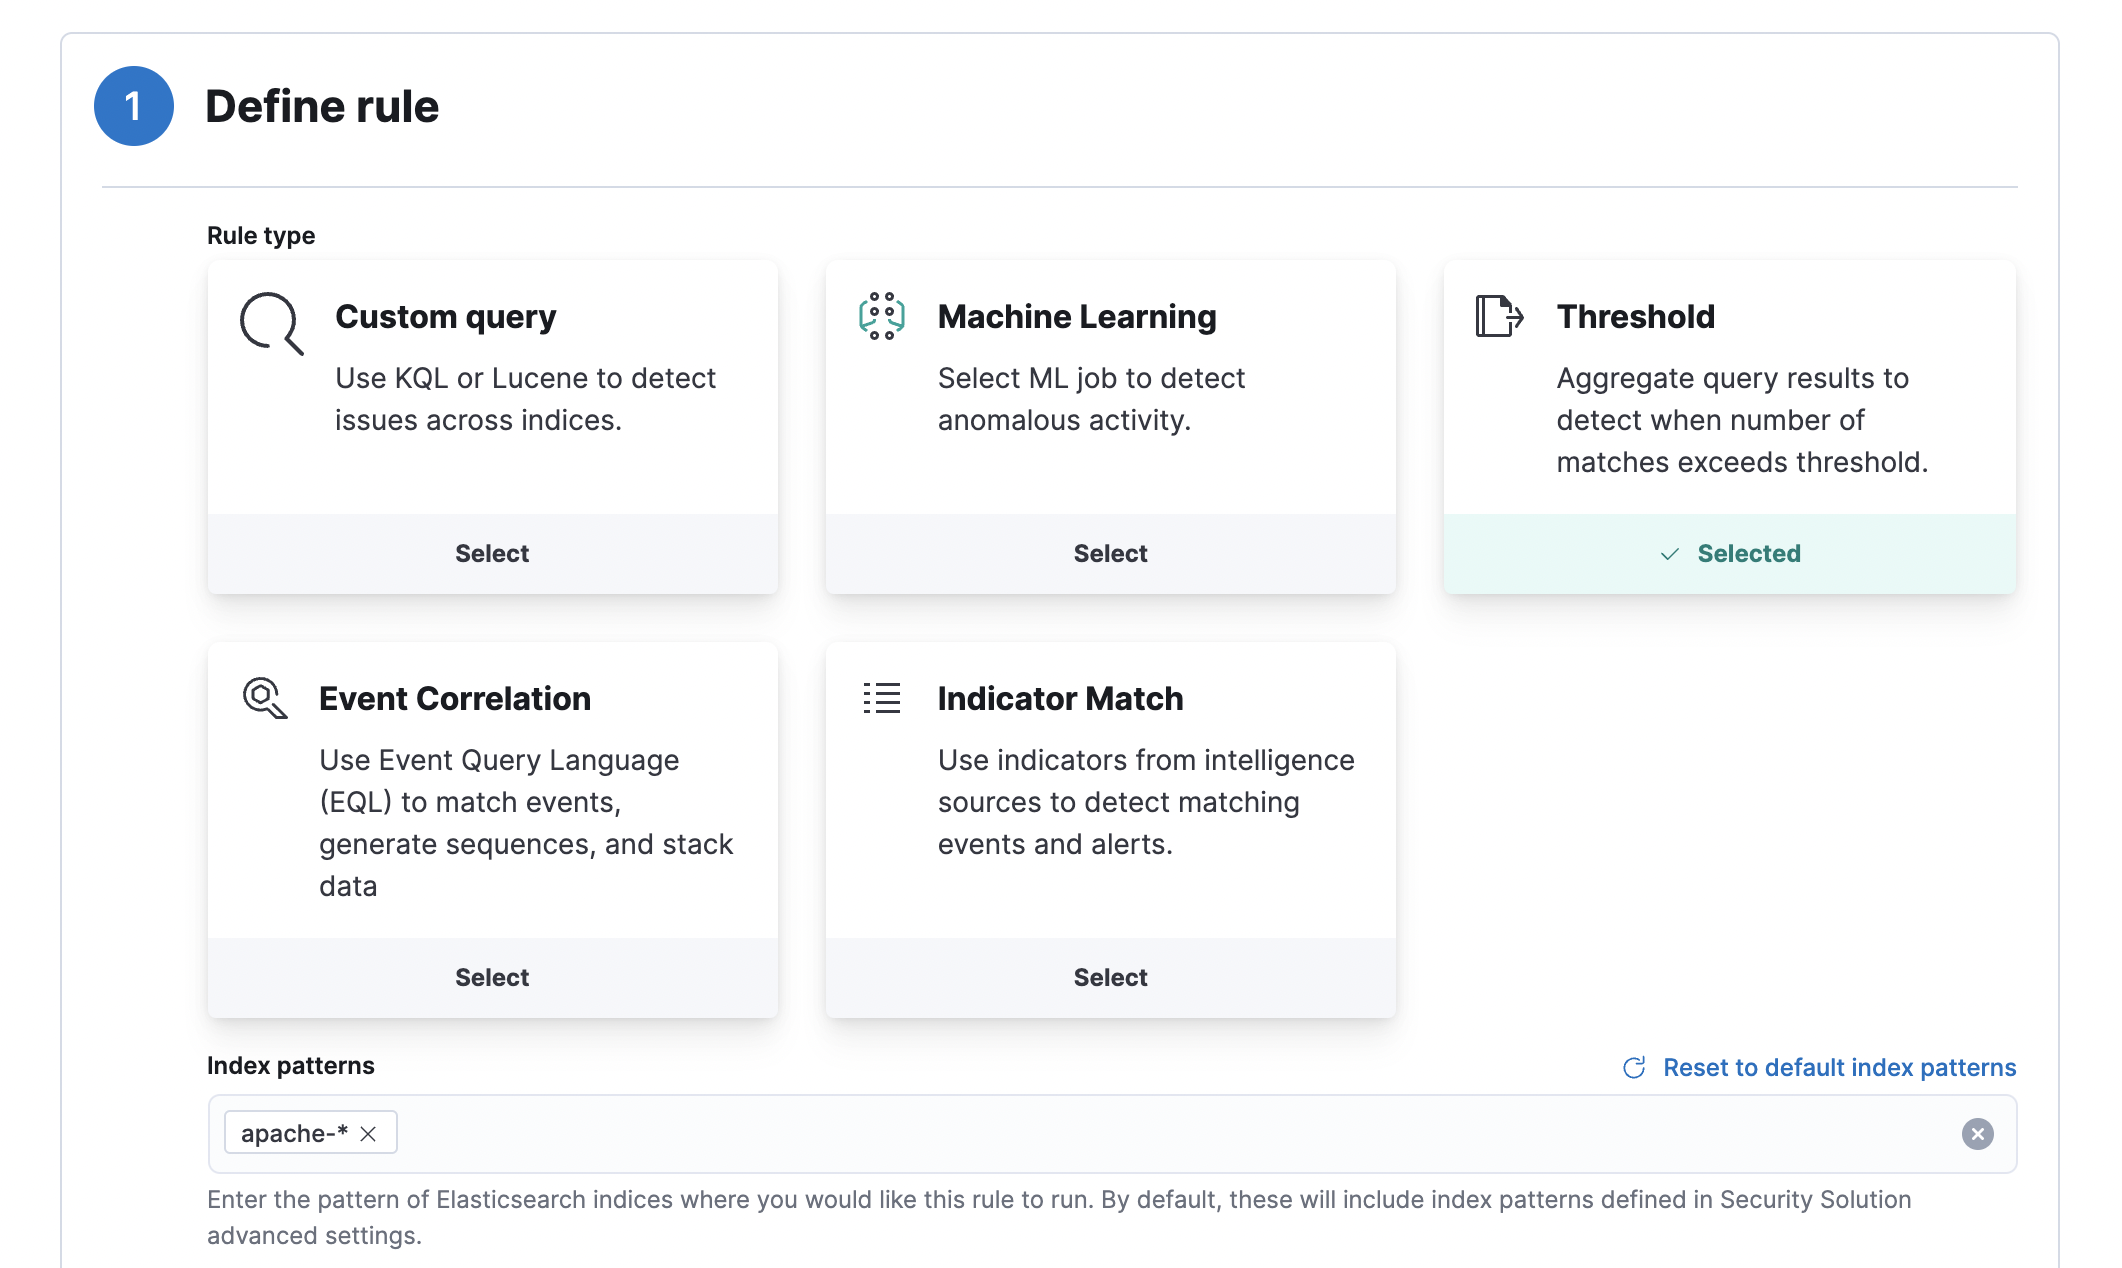 1
Define rule
Rule type
Custom query
Use KQL or Lucene to detect
issues across indices.
Select
Machine Learning
Select ML job to detect
anomalous activity.
Select
Threshold
Aggregate query results to
detect when number of
matches exceeds threshold.
Selected
Event Correlation
Use Event Query Language
(EQL) to match events,
generate sequences, and stack
data
Select
Indicator Match
Use indicators from intelligence
sources to detect matching
events and alerts.
Select
Index patterns
Reset to default index patterns
apache-*
Enter the pattern of Elasticsearch indices where you would like this rule to run. By default, these will include index patterns defined in Security Solution
advanced settings.